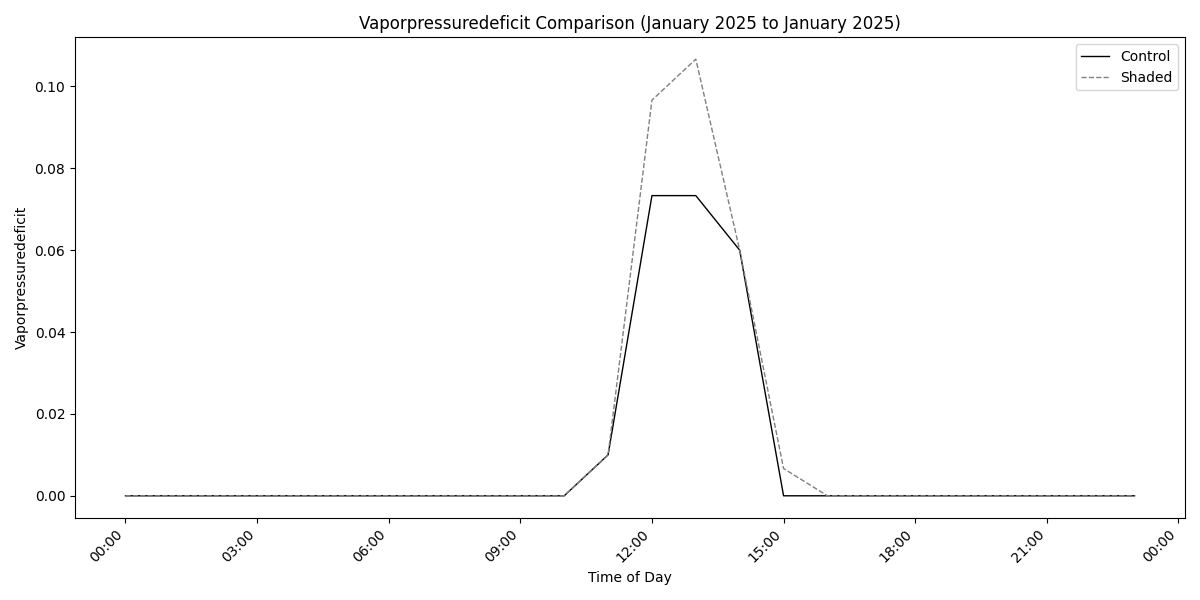 Vaporpressuredeficit Comparison (January 2025 to January 2025)
Control
Shaded
Vaporpressuredeficit
0.10
0.08
0.06
0.04
0.02
0.00
00:00 03:00 06:00 09:00 12:00 15:00 18:00 21:00 00:00
Time of Day